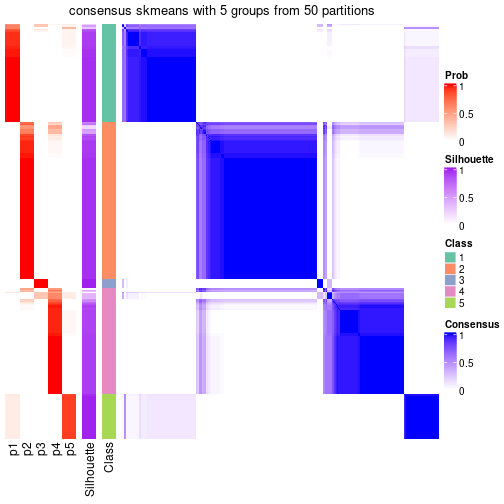 consensus skmeans with 5 groups from 50 partitions
Prob
1
0.5
0
Silhouette
1
0.5
0
Class
1
2
3
4
5
Consensus
1
0.5
0
p1
p2
p3
p4
p5
Silhouette
Class